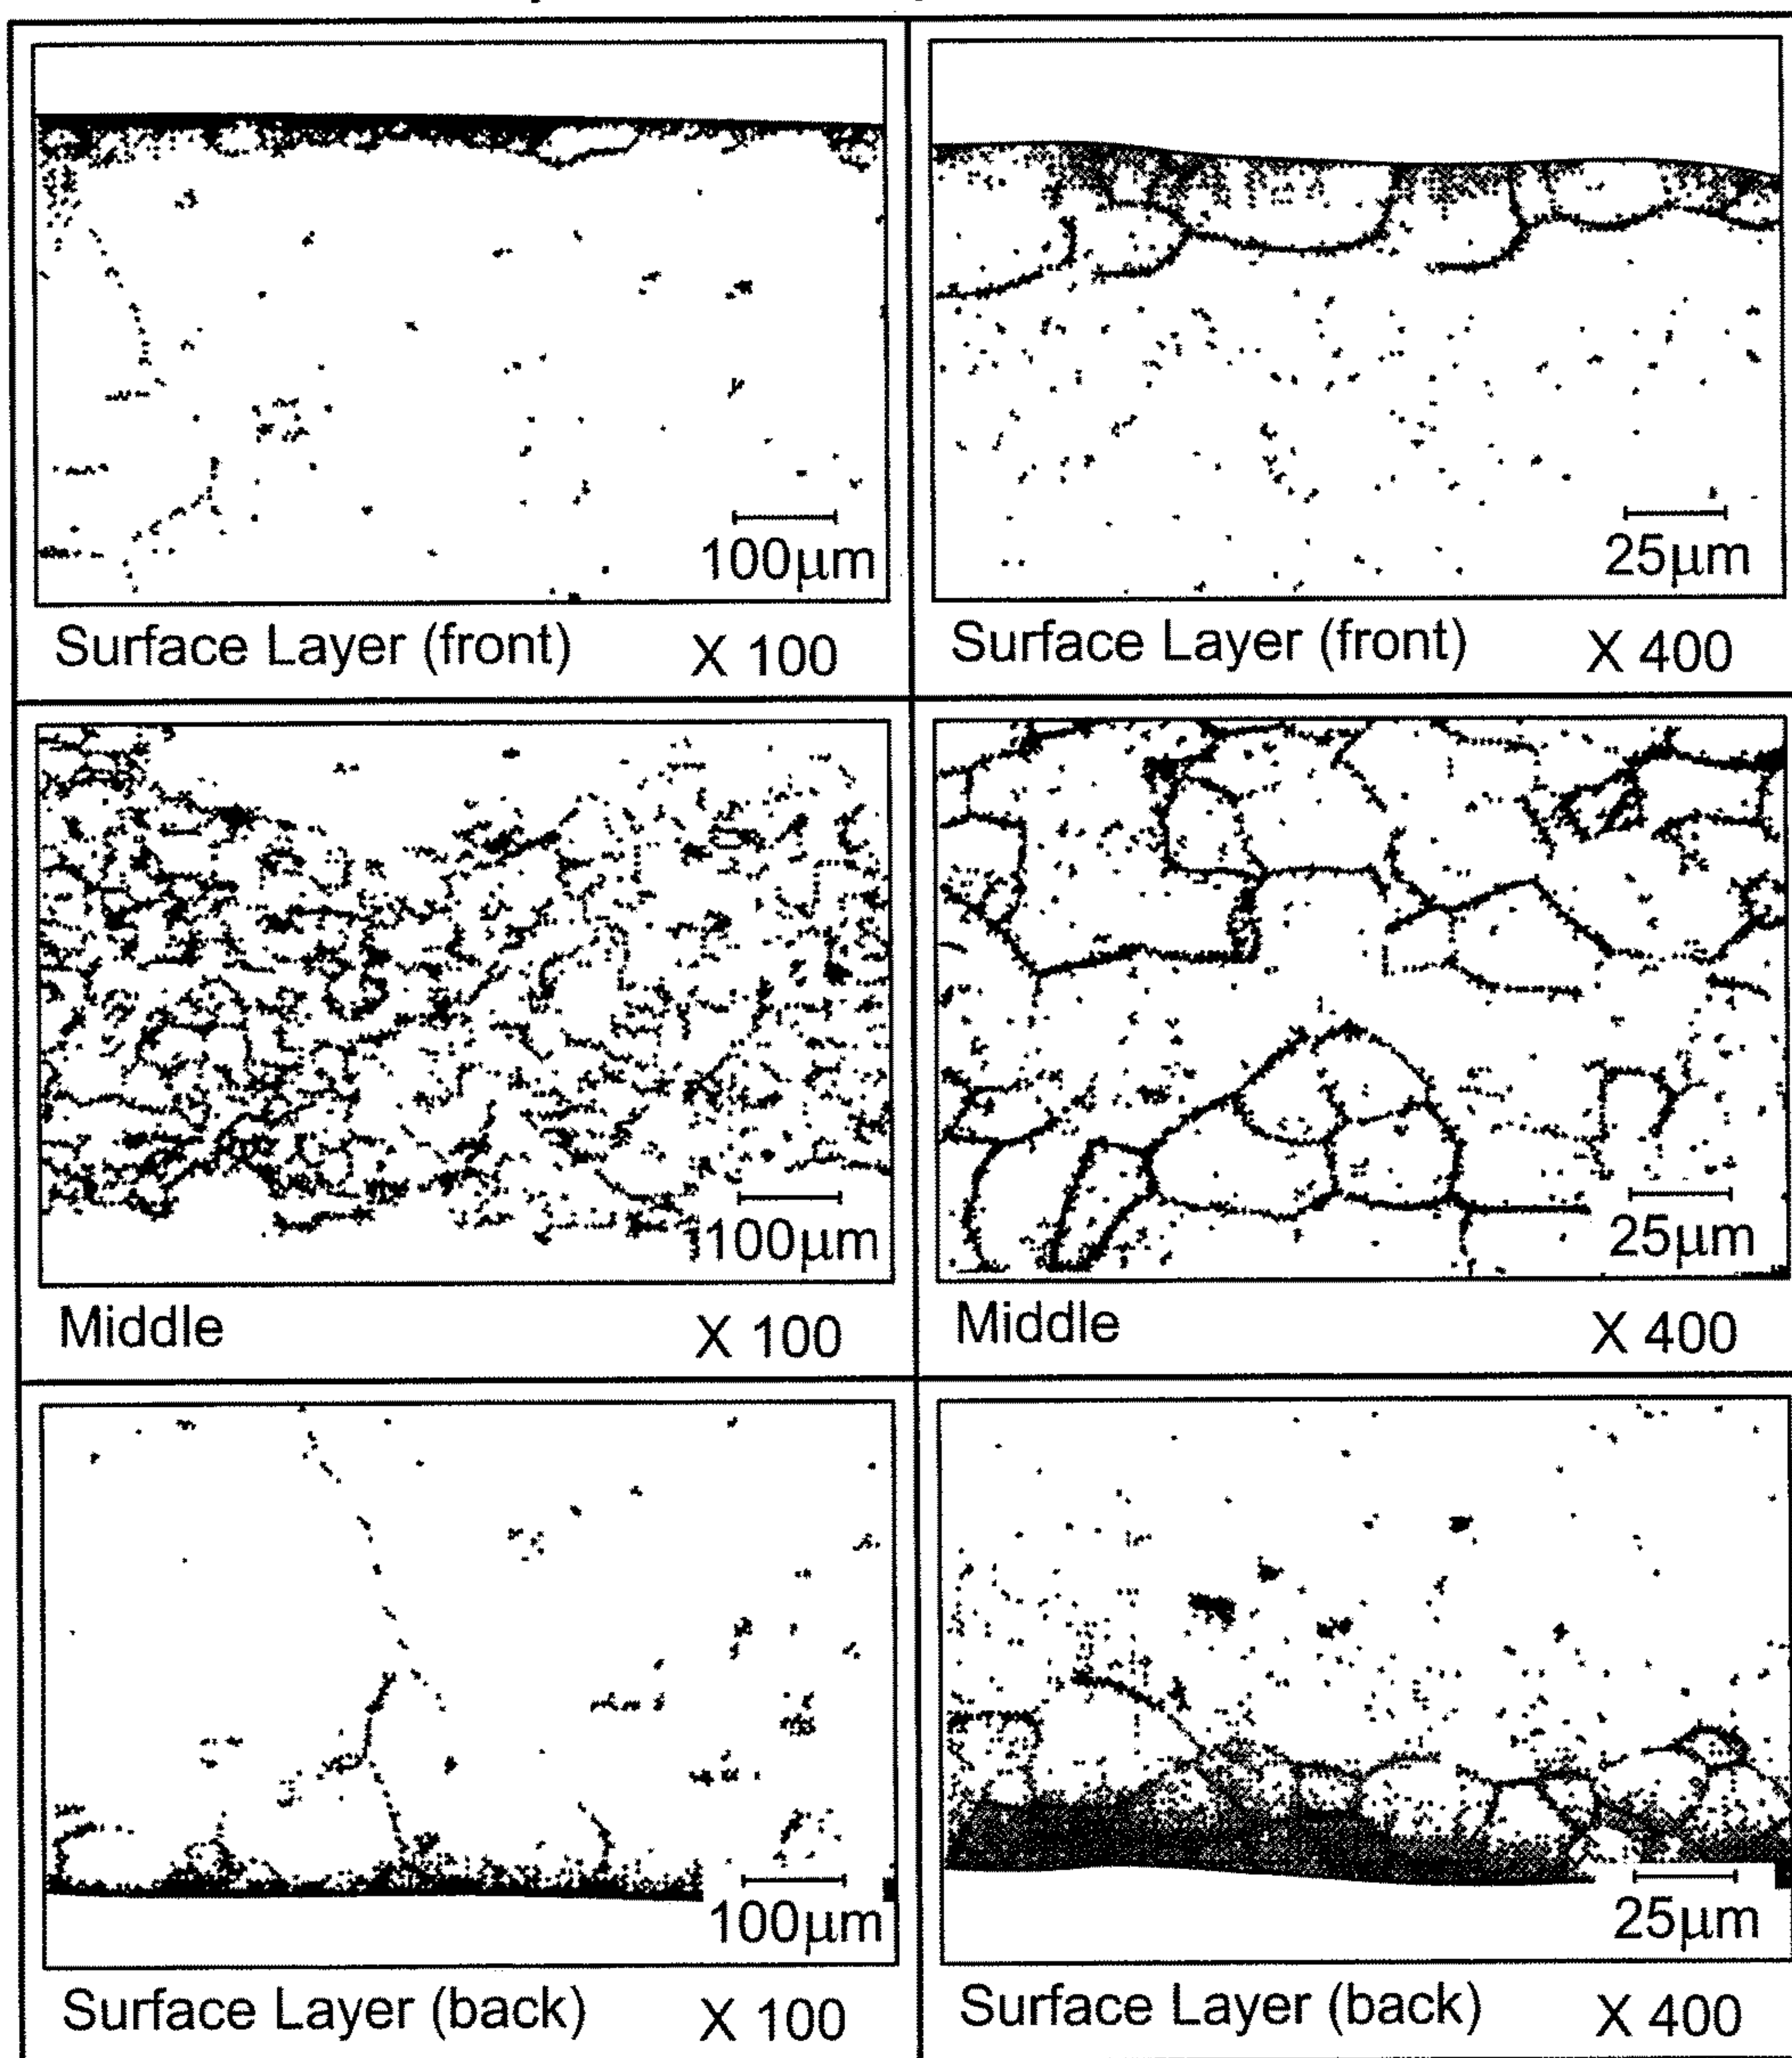 100μm
25μm
Surface Layer (front) X 100
Surface Layer (front) X 400
100μm
25μm
Middle X 100
Middle X 400
100μm
25μm
Surface Layer (back) X 100
Surface Layer (back) X 400